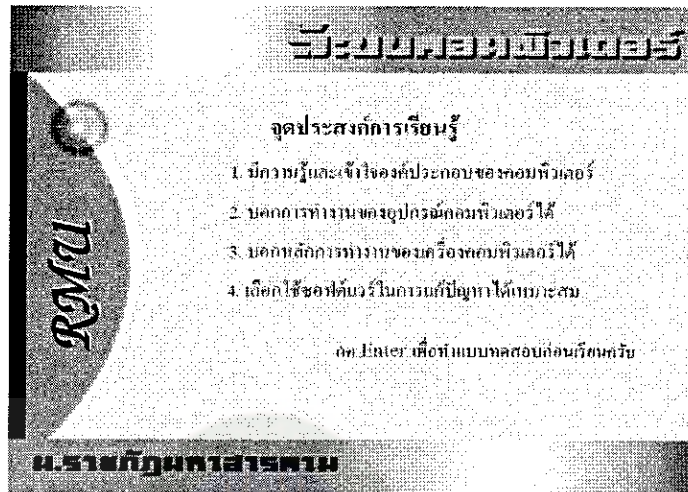 ระบบคอมพิวเตอร์
จุดประสงค์การเรียนรู้
1. มีความรู้และเข้าใจองค์ประกอบของคอมพิวเตอร์
2. บอกการทำงานของอุปกรณ์คอมพิวเตอร์ได้
3. บอกหลักการทำงานของเครื่องคอมพิวเตอร์ได้
4. เลือกใช้ซอฟต์แวร์ในการแก้ปัญหาได้เหมาะสม
กด Enter เพื่อทำแบบทดสอบก่อนเรียนครับ
RMU
ม.ราชภัฏมหาสารคาม